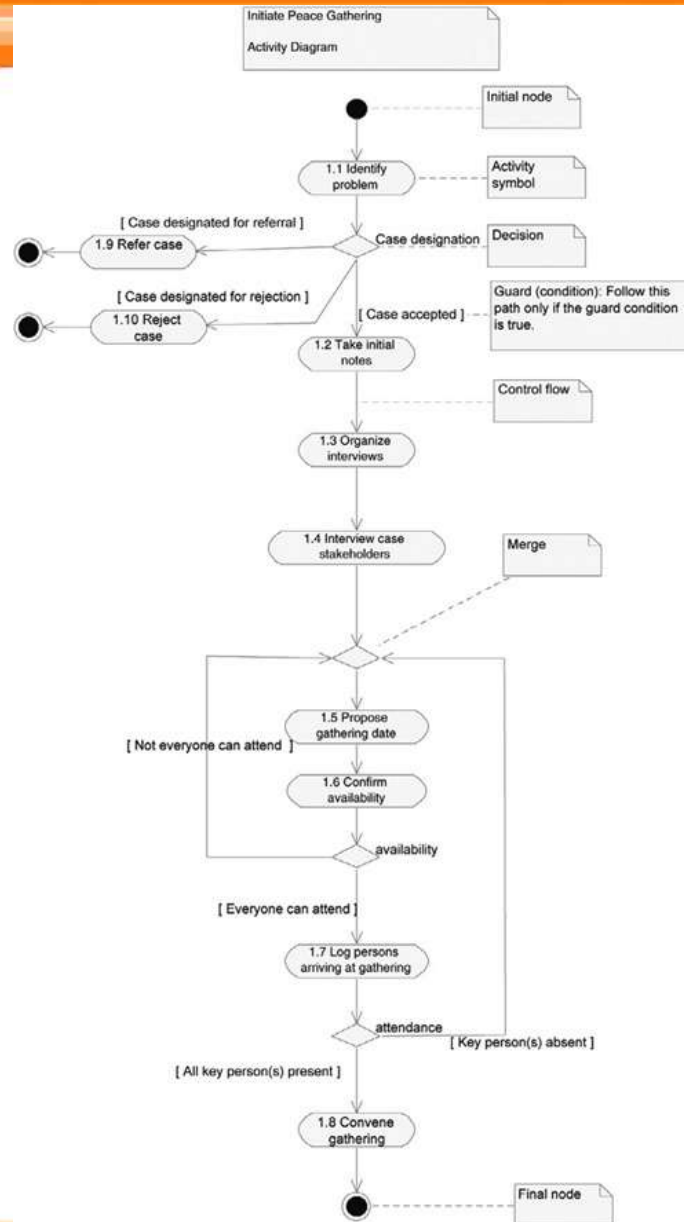 Initiate Peace Gathering
Activity Diagram
Initial node
1.1 Identify
problem
Activity
symbol
[ Case designated for referral ]
1.9 Refer case
Case designation
Decision
[ Case designated for rejection ]
1.10 Reject
case
[ Case accepted ]
Guard (condition): Follow this
path only if the guard condition
is true.
1.2 Take initial
notes
Control flow
1.3 Organize
interviews
1.4 Interview case
stakeholders
Merge
1.5 Propose
gathering date
[ Not everyone can attend ]
1.6 Confirm
availability
availability
[ Everyone can attend ]
1.7 Log persons
arriving at gathering
attendance
[ Key person(s) absent ]
[ All key person(s) present ]
1.8 Convene
gathering
Final node